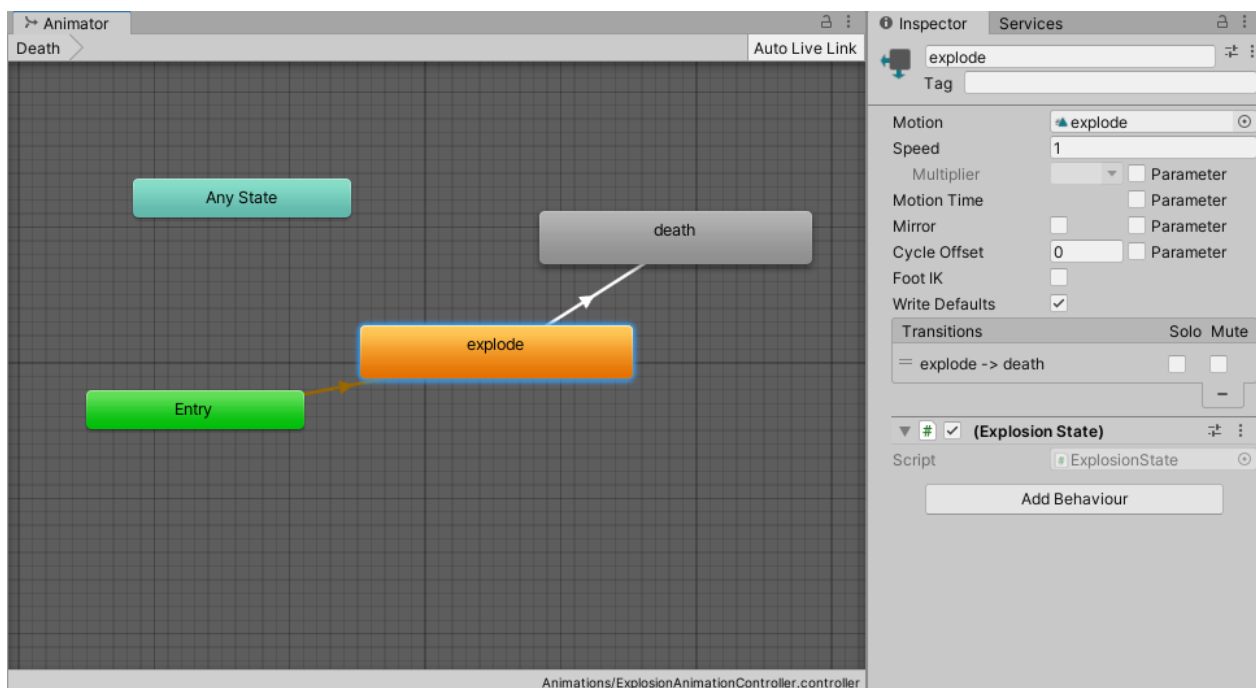 Animator
Death
Auto Live Link
Any State
death
explode
Entry
Animations/ExplosionAnimationController.controller
Inspector Services
explode
Tag
Motion explode
Speed 1
Multiplier Parameter
Motion Time Parameter
Mirror Parameter
Cycle Offset 0 Parameter
Foot IK
Write Defaults
Transitions Solo Mute
explode -> death
# (Explosion State)
Script ExplosionState
Add Behaviour